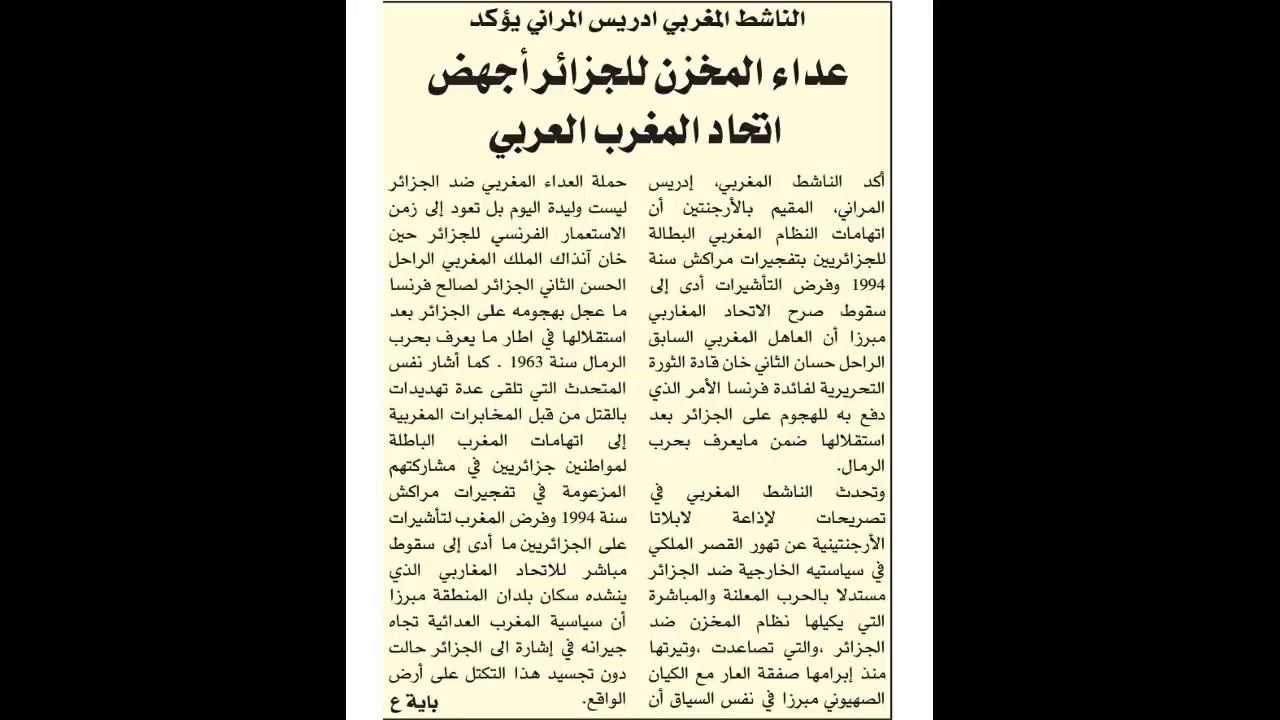 الناشط المغربي ادريس المراني يؤكد
عداء المخزن للجزائر أجهض
اتحاد المغرب العربي
أكد الناشط المغربي، إدريس
المراني، المقيم بالأرجنتين أن
اتهامات النظام المغربي البطالة
للجزائريين بتفجيرات مراكش سنة
1994 وفرض التأشيرات أدى إلى
سقوط صرح الاتحاد المغاربي
مبرزا أن العاهل المغربي السابق
الراحل حسان الثاني خان قادة الثورة
التحريرية لفائدة فرنسا الأمر الذي
دفع به للهجوم على الجزائر بعد
استقلالها ضمن مايعرف بحرب
الرمال.
وتحدث الناشط المغربي في
تصريحات لإذاعة لابلاتا
الأرجنتينية عن تهور القصر الملكي
في سياستيه الخارجية ضد الجزائر
مستدلا بالحرب المعلنة والمباشرة
التي يكيلها نظام المخزن ضد
الجزائر ،والتي تصاعدت ،وتيرتها
منذ إبرامها صفقة العار مع الكيان
الصهيوني مبرزا في نفس السياق أن
حملة العداء المغربي ضد الجزائر
ليست وليدة اليوم بل تعود إلى زمن
الاستعمار الفرنسي للجزائر حين
خان آنذاك الملك المغربي الراحل
الحسن الثاني الجزائر لصالح فرنسا
ما عجل بهجومه على الجزائر بعد
استقلالها في اطار ما يعرف بحرب
الرمال سنة 1963 . كما أشار نفس
المتحدث التي تلقى عدة تهديدات
بالقتل من قبل المخابرات المغربية
إلى اتهامات المغرب الباطلة
لمواطنين جزائريين في مشاركتهم
المزعومة في تفجيرات مراكش
سنة 1994 وفرض المغرب لتأشيرات
على الجزائريين ما أدى إلى سقوط
مباشر للاتحاد المغاربي الذي
ينشده سكان بلدان المنطقة مبرزا
أن سياسية المغرب العدائية تجاه
جيرانه في إشارة الى الجزائر حالت
دون تجسيد هذا التكتل على أرض
الواقع.
باية ع